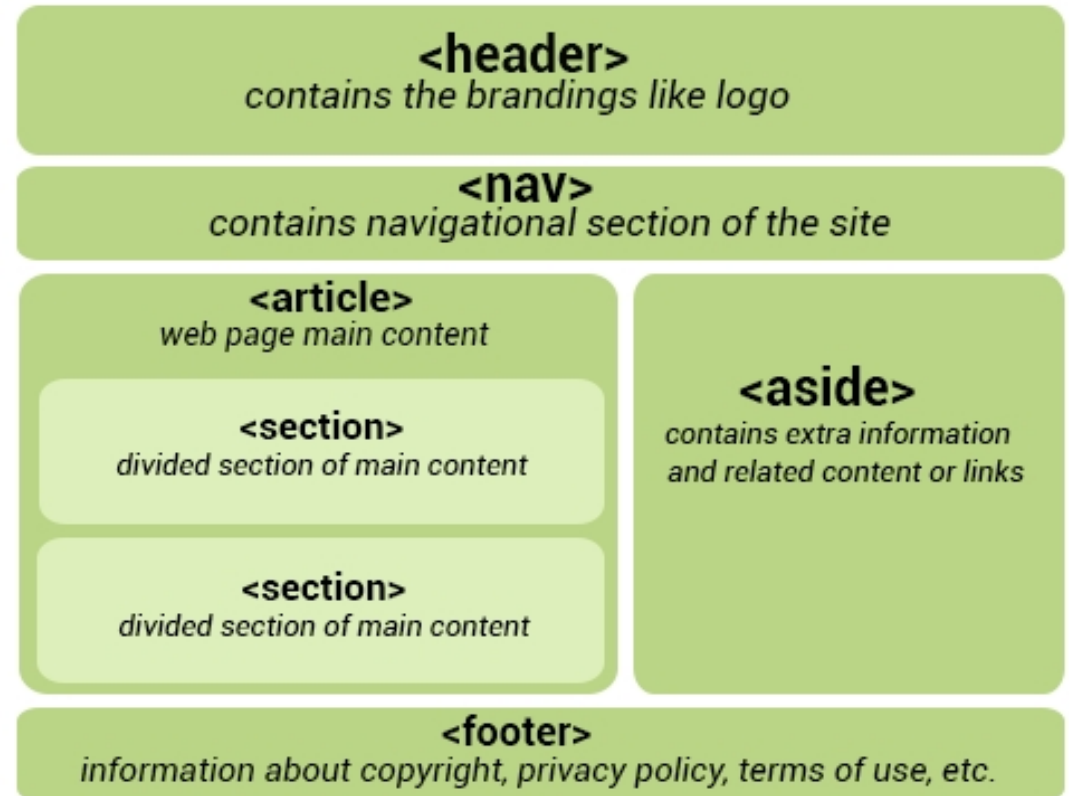 <header>
contains the brandings like logo
<nav>
contains navigational section of the site
<article>
web page main content
<section>
divided section of main content
<section>
divided section of main content
<aside>
contains extra information
and related content or links
<footer>
information about copyright, privacy policy, terms of use, etc.